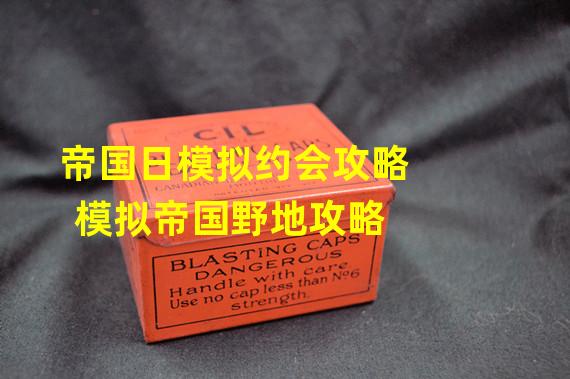 CIL
帝国日模拟约会攻略
模拟帝国野地攻略
BLASTING CAPS
DANGEROUS
Handle with care
Use no cap less than Nº6
strength.